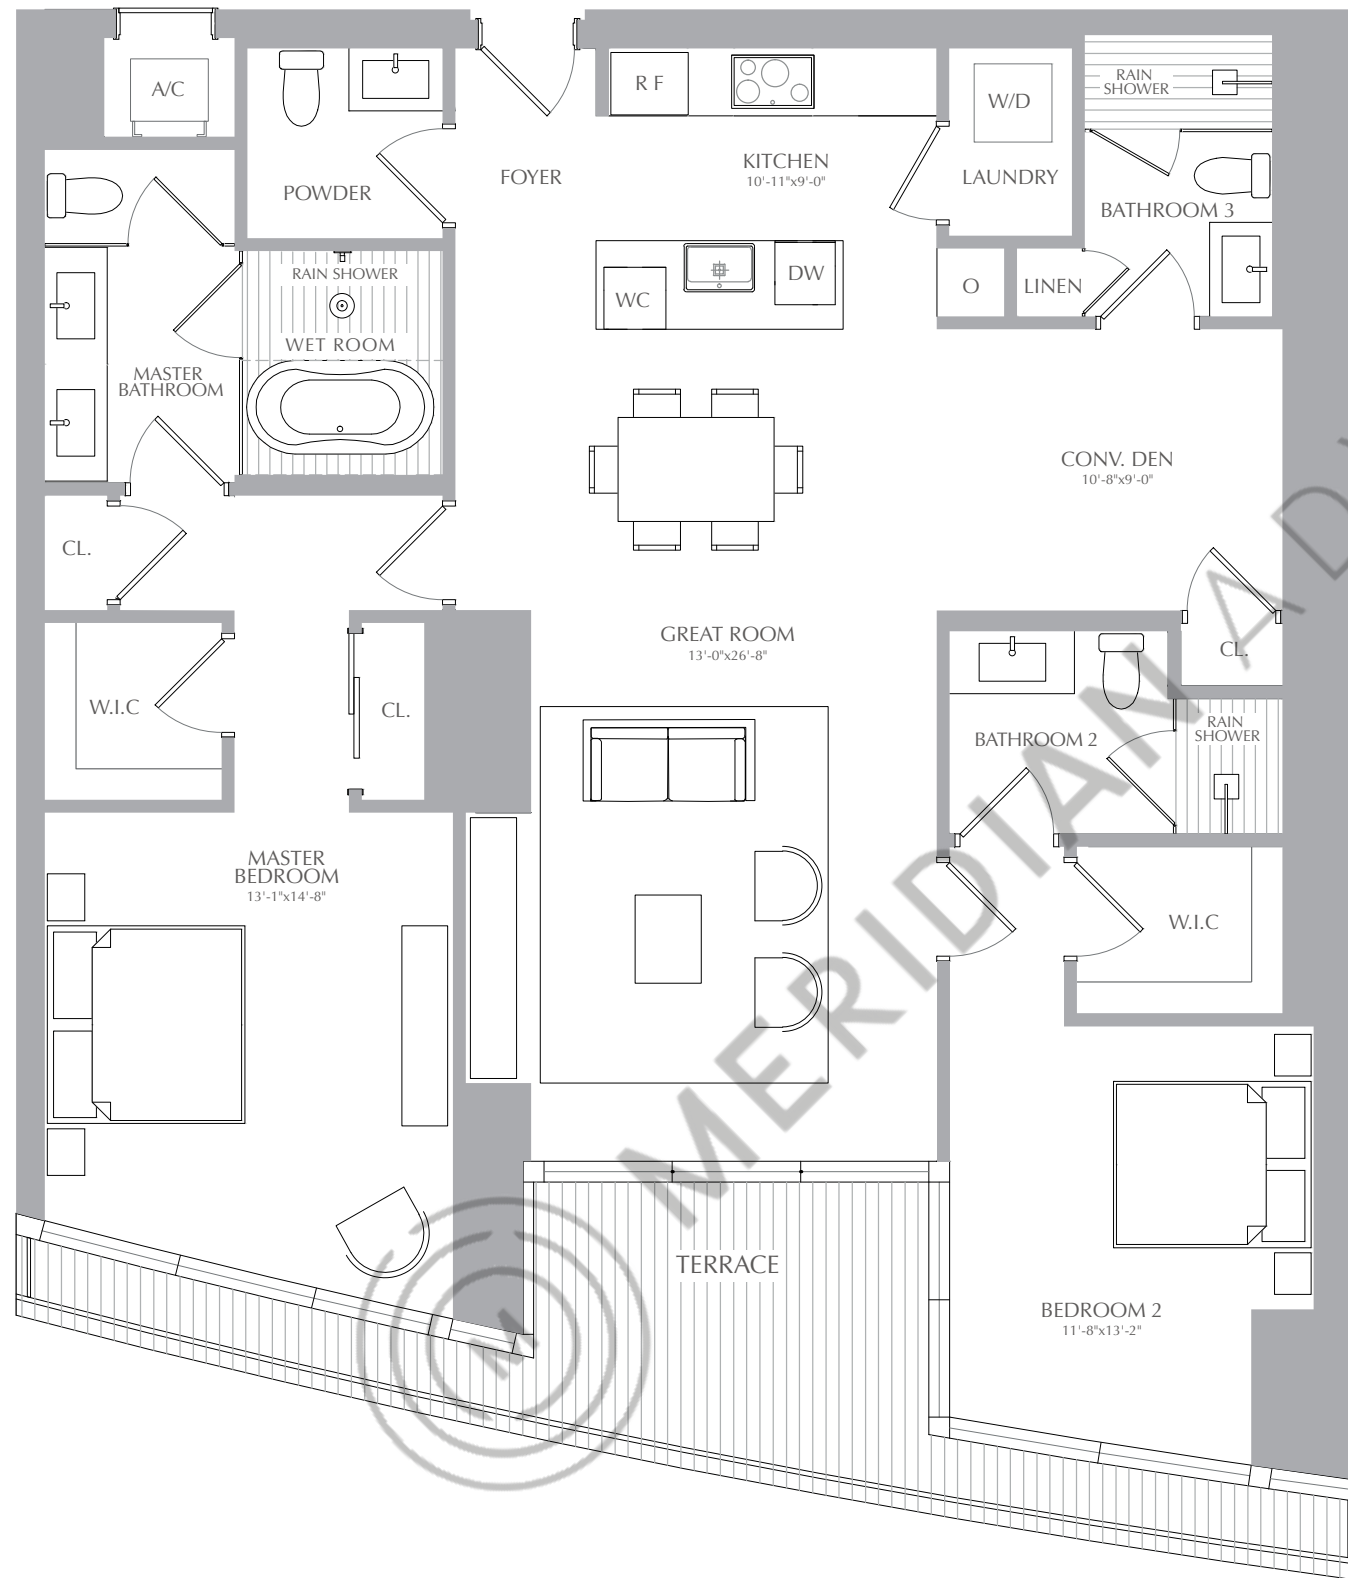 A/C
R F
W/D
RAIN
SHOWER
POWDER
FOYER
KITCHEN
10'-11"x9'-0"
LAUNDRY
BATHROOM 3
RAIN SHOWER
WET ROOM
WC
DW
O
LINEN
MASTER
BATHROOM
CONV. DEN
10'-8"x9'-0"
CL.
GREAT ROOM
13'-0"x26'-8"
CL.
W.I.C
CL.
BATHROOM 2
RAIN
SHOWER
MASTER
BEDROOM
13'-1"x14'-8"
W.I.C
TERRACE
BEDROOM 2
11'-8"x13'-2"
M
MERIDIAN AD